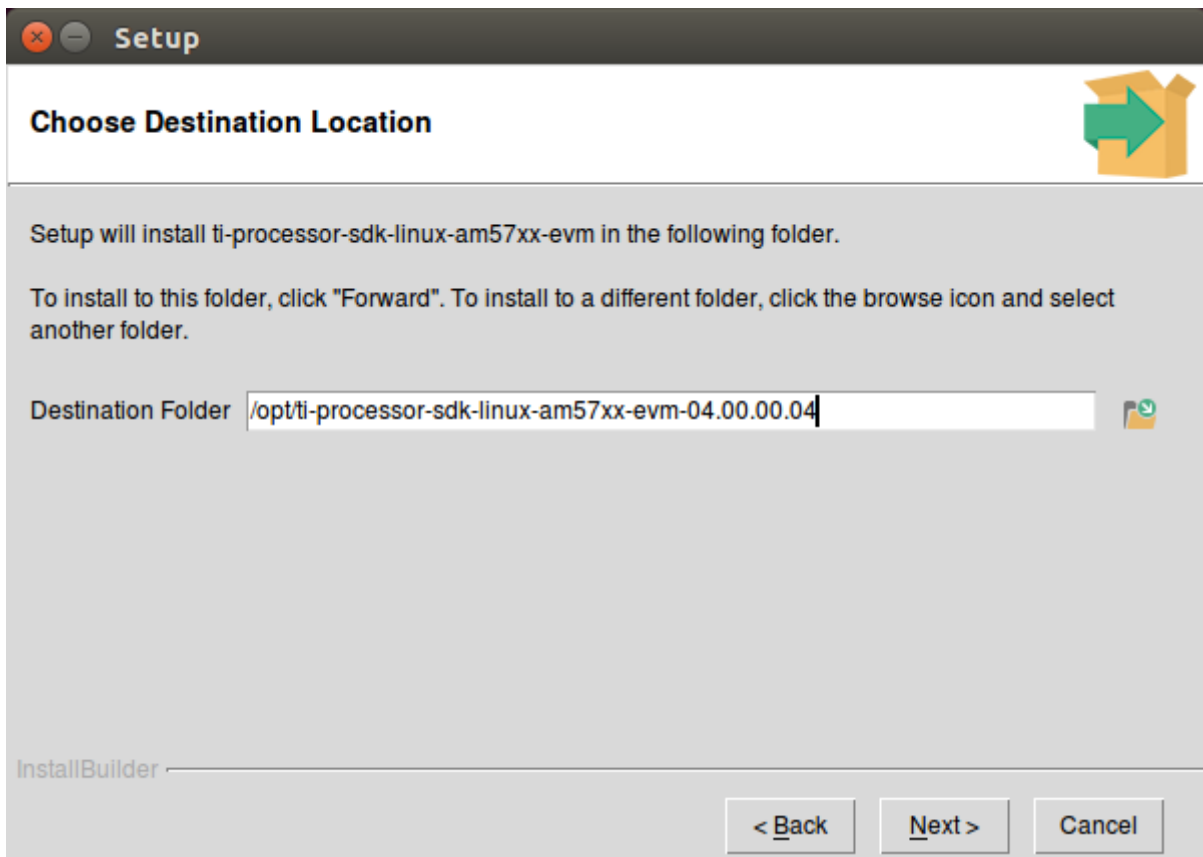 Setup
Choose Destination Location
Setup will install ti-processor-sdk-linux-am57xx-evm in the following folder.
To install to this folder, click "Forward". To install to a different folder, click the browse icon and select
another folder.
Destination Folder /opt/ti-processor-sdk-linux-am57xx-evm-04.00.00.04
InstallBuilder
< Back Next > Cancel